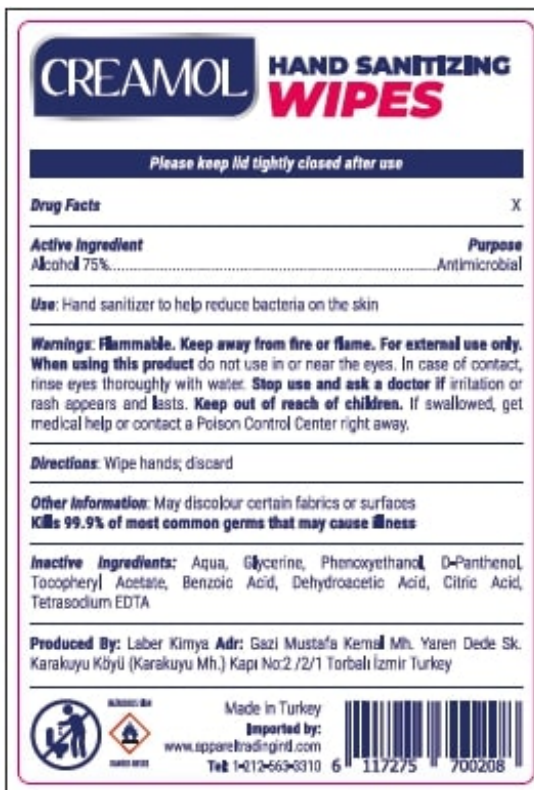 CREAMOL
HAND SANITIZING
WIPES
Please keep lid tightly closed after use
Drug Facts X
Active Ingredient Purpose
Alcohol 75%........................................Antimicrobial
Use: Hand sanitizer to help reduce bacteria on the skin
Warnings: Flammable. Keep away from fire or flame. For external use only.
When using this product do not use in or near the eyes. In case of contact,
rinse eyes thoroughly with water. Stop use and ask a doctor if irritation or
rash appears and lasts. Keep out of reach of children. If swallowed, get
medical help or contact a Poison Control Center right away.
Directions: Wipe hands; discard
Other Information: May discolour certain fabrics or surfaces
Kills 99.9% of most common germs that may cause illness
Inactive Ingredients: Aqua, Glycerine, Phenoxyethanol, D-Panthenol,
Tocopheryl Acetate, Benzoic Acid, Dehydroacetic Acid, Citric Acid,
Tetrasodium EDTA
Produced By: Laber Kimya Adr: Gazi Mustafa Kemal Mh. Yaren Dede Sk.
Karakuyu Köyü (Karakuyu Mh.) Kapı No:2 /2/1 Torbalı İzmir Turkey
Made in Turkey
Imported by:
www.appareltradingintl.com
Tel: 1-212-563-3310
6 117275 700208